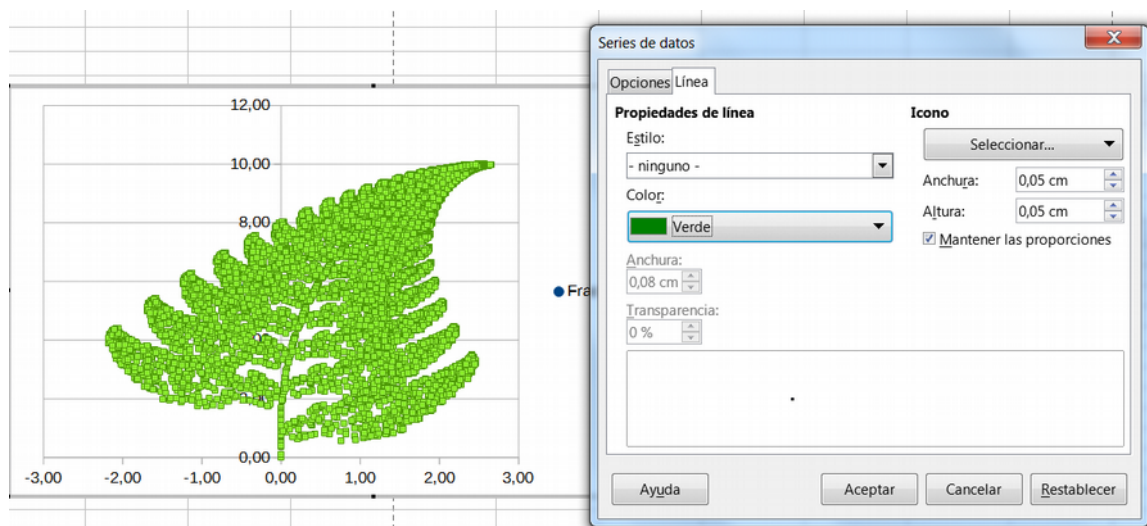 12,00
10,00
8,00
0,00
-3,00 -2,00 -1,00 0,00 1,00 2,00 3,00
Fra
Series de datos
Opciones Línea
Propiedades de línea
Estilo:
- ninguno -
Color:
Verde
Anchura:
0,08 cm
Transparencia:
0 %
Icono
Seleccionar...
Anchura: 0,05 cm
Altura: 0,05 cm
Mantener las proporciones
Ayuda Aceptar Cancelar Restablecer